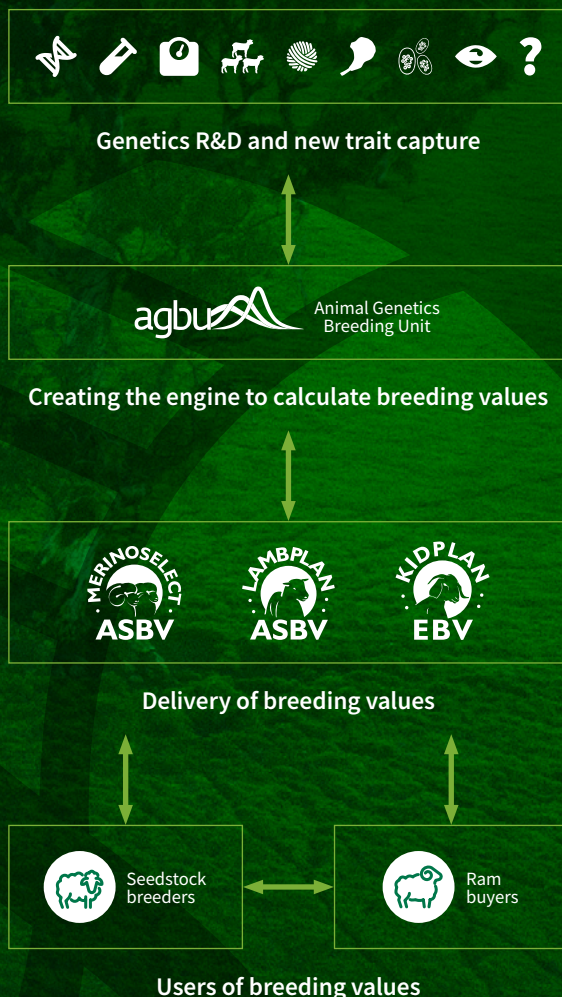 Genetics R&D and new trait capture
agbu
Animal Genetics
Breeding Unit
Creating the engine to calculate breeding values
MERINOSELECT
ASBV
LAMBPLAN
ASBV
KIDPLAN
EBV
Delivery of breeding values
Seedstock
breeders
Ram
buyers
Users of breeding values